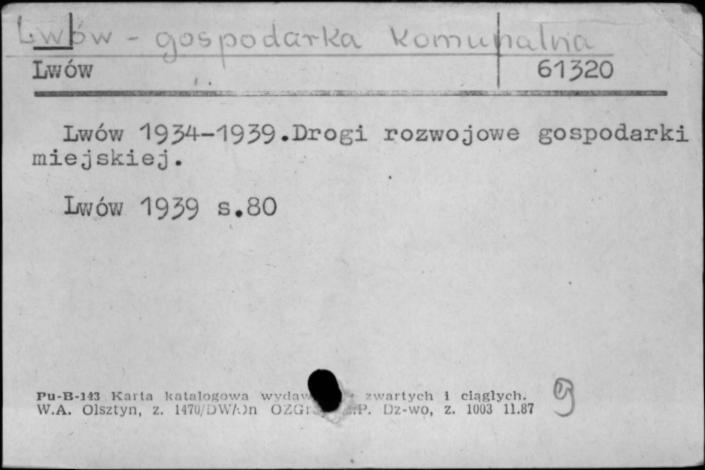 Lwów - gospodarka komunalna
Lwów 61320
Lwów 1934-1939.Drogi rozwojowe gospodarki
miejskiej.
Lwów 1939 s.80
Pu-B-143 Karta katalogowa zwartych i ciągłych.
W.A. Olsztyn, z. 1470/DWA. Dz-wo, z. 1003 11.87